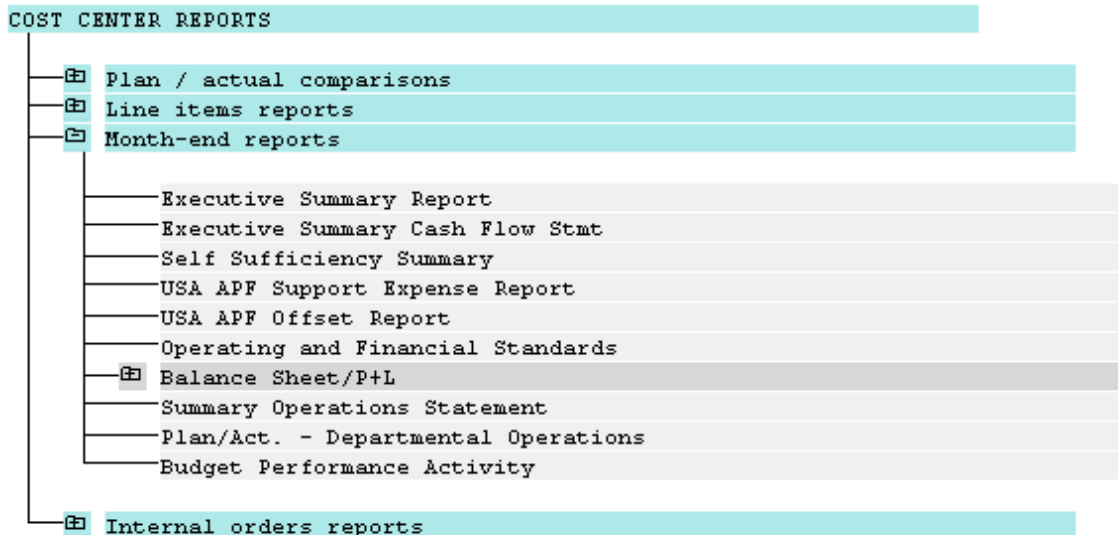 COST CENTER REPORTS
Plan / actual comparisons
Line items reports
Month-end reports
Executive Summary Report
Executive Summary Cash Flow Stmt
Self Sufficiency Summary
USA APF Support Expense Report
USA APF Offset Report
Operating and Financial Standards
Balance Sheet/P+L
Summary Operations Statement
Plan/Act. - Departmental Operations
Budget Performance Activity
Internal orders reports